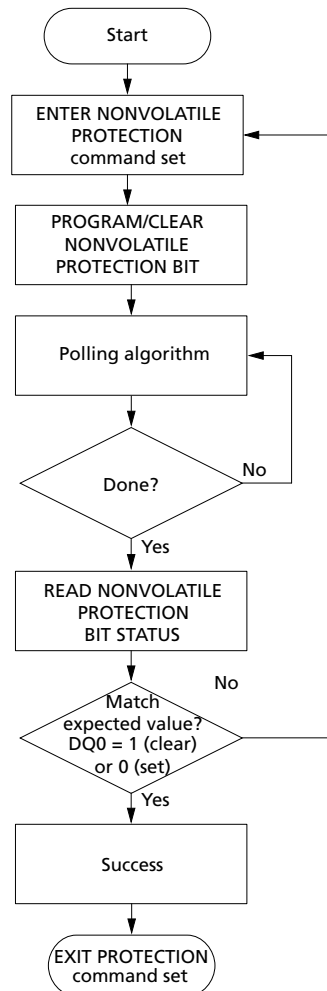 Start
ENTER NONVOLATILE
PROTECTION
command set
PROGRAM/CLEAR
NONVOLATILE
PROTECTION BIT
Polling algorithm
Done?
No
Yes
READ NONVOLATILE
PROTECTION
BIT STATUS
No
Match
expected value?
DQ0 = 1 (clear)
or 0 (set)
Yes
Success
EXIT PROTECTION
command set